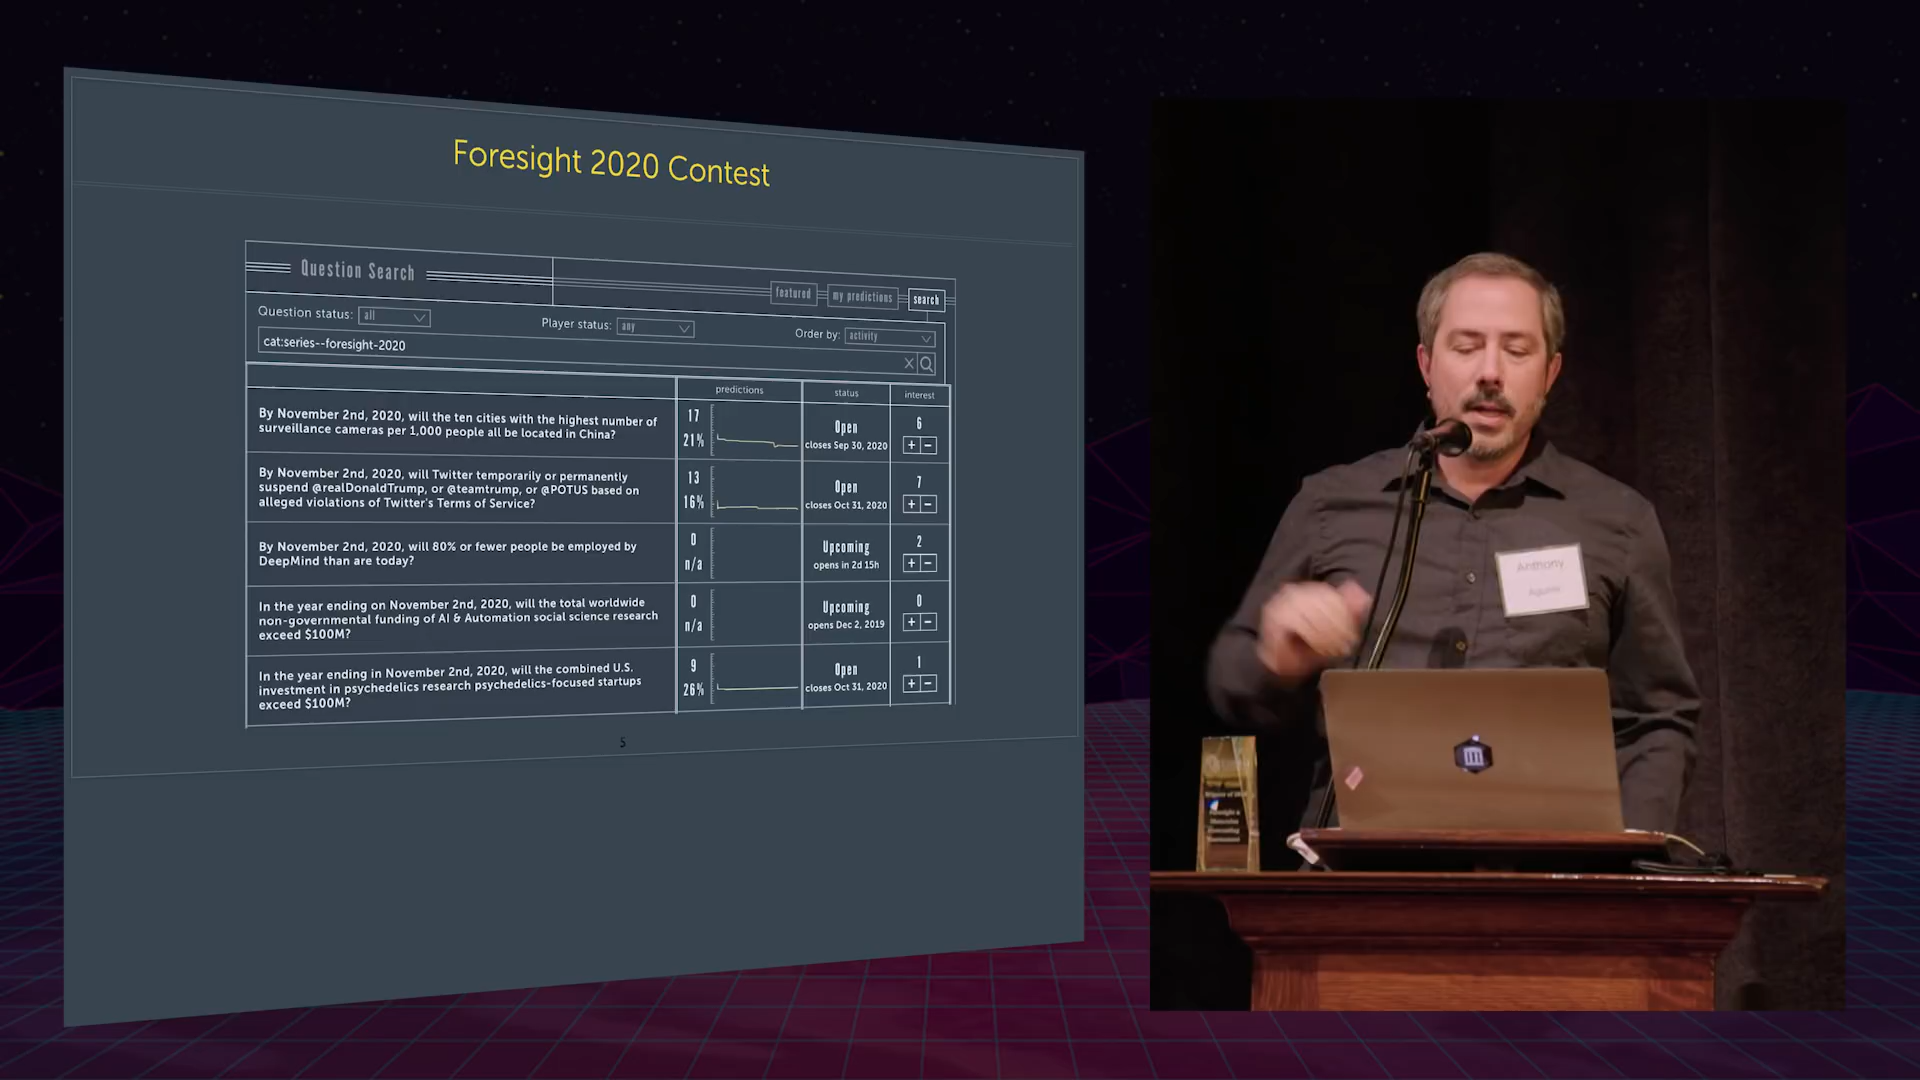 Foresight 2020 Contest
Question Search
featured
my predictions
search
Question status: all
Player status: any
Order by: activity
cat:series--foresight-2020
predictions
status
interest
By November 2nd, 2020, will the ten cities with the highest number of
surveillance cameras per 1,000 people all be located in China?
17
21%
Open
closes Sep 30, 2020
6
+ −
By November 2nd, 2020, will Twitter temporarily or permanently
suspend @realDonaldTrump, or @teamtrump, or @POTUS based on
alleged violations of Twitter's Terms of Service?
13
16%
Open
closes Oct 31, 2020
7
+ −
By November 2nd, 2020, will 80% or fewer people be employed by
DeepMind than are today?
0
n/a
Upcoming
opens in 2d 15h
2
+ −
In the year ending on November 2nd, 2020, will the total worldwide
non-governmental funding of AI & Automation social science research
exceed $100M?
0
n/a
Upcoming
opens Dec 2, 2019
0
+ −
In the year ending in November 2nd, 2020, will the combined U.S.
investment in psychedelics research psychedelics-focused startups
exceed $100M?
9
26%
Open
closes Oct 31, 2020
1
+ −
5
Anthony